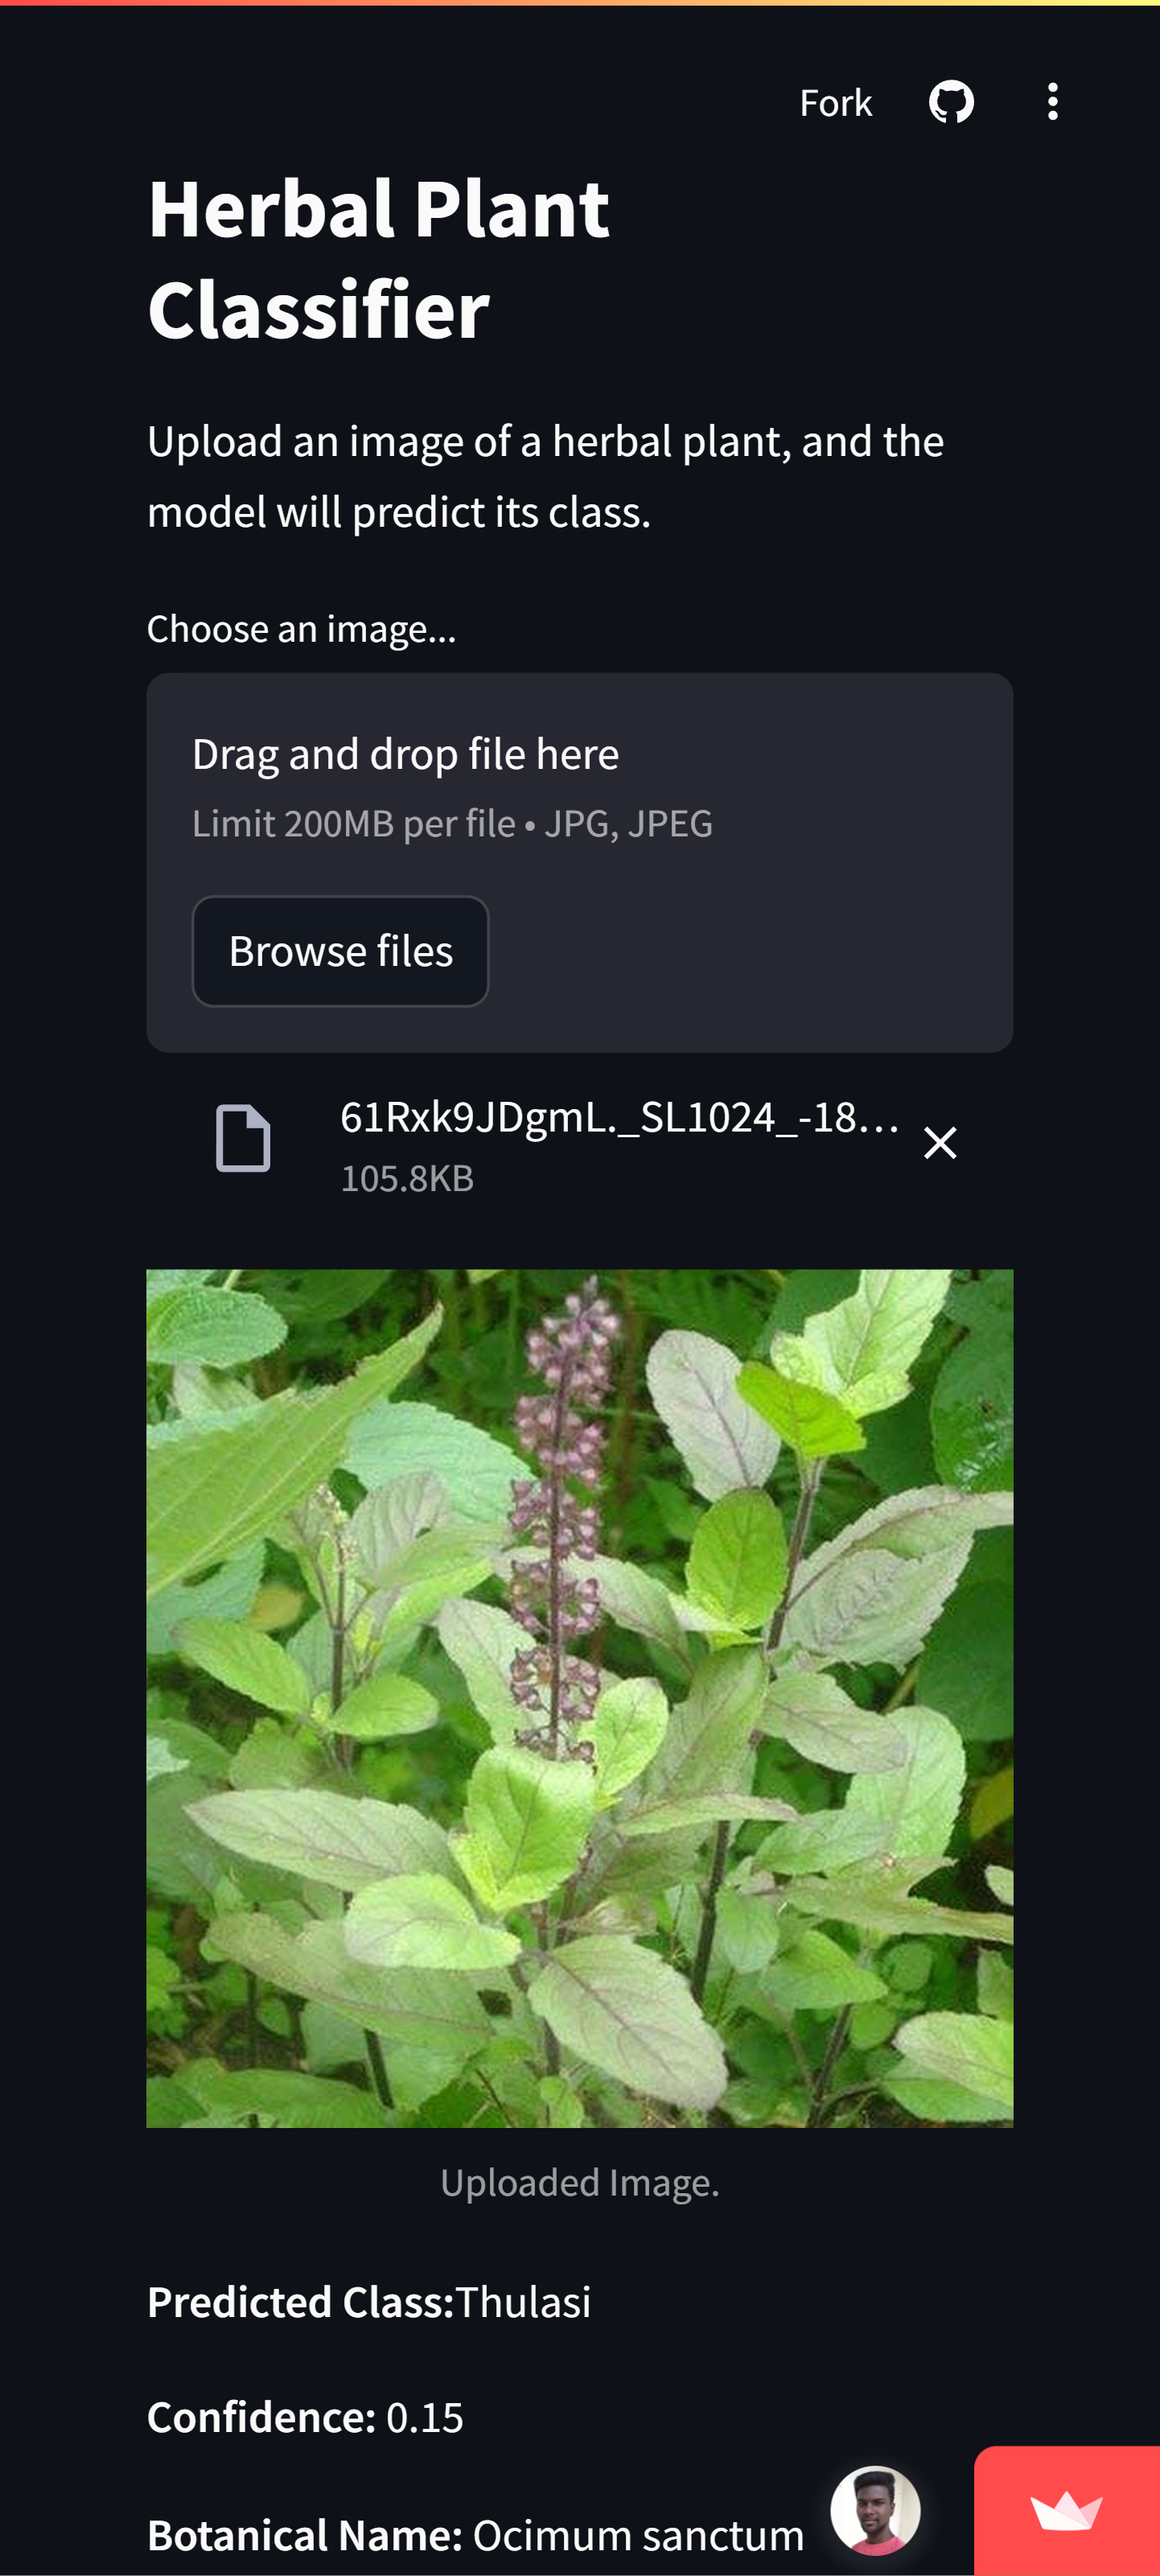 Fork
Herbal Plant
Classifier
Upload an image of a herbal plant, and the
model will predict its class.
Choose an image...
Drag and drop file here
Limit 200MB per file • JPG, JPEG
Browse files
61Rxk9JDgmL._SL1024_-18...
105.8KB
Uploaded Image.
Predicted Class:Thulasi
Confidence: 0.15
Botanical Name: Ocimum sanctum